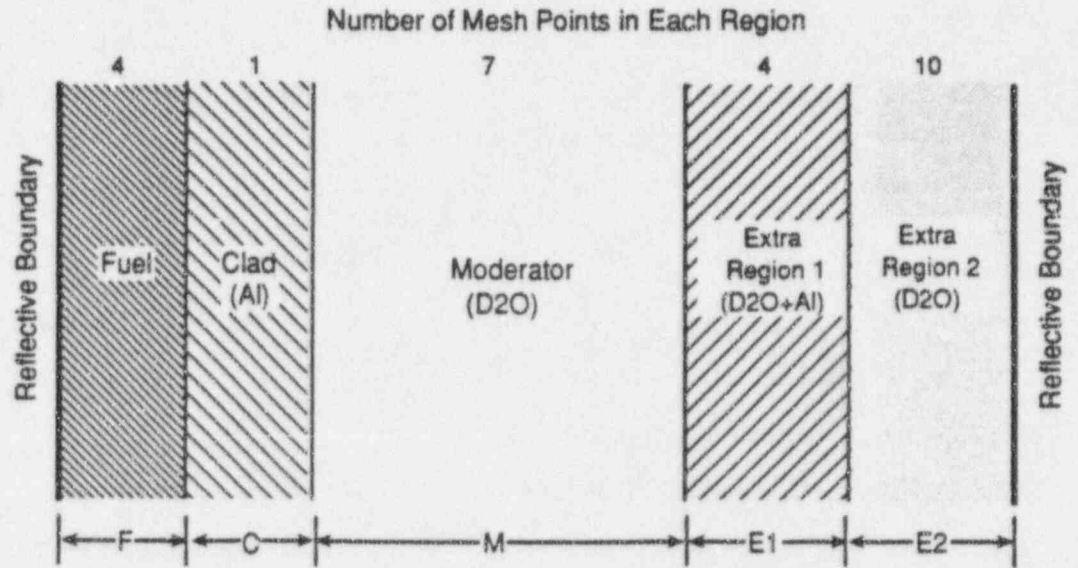 Number of Mesh Points in Each Region
4 1 7 4 10
Reflective Boundary
Fuel
Clad
(Al)
Moderator
(D2O)
Extra
Region 1
(D2O+Al)
Extra
Region 2
(D2O)
Reflective Boundary
F C M E1 E2